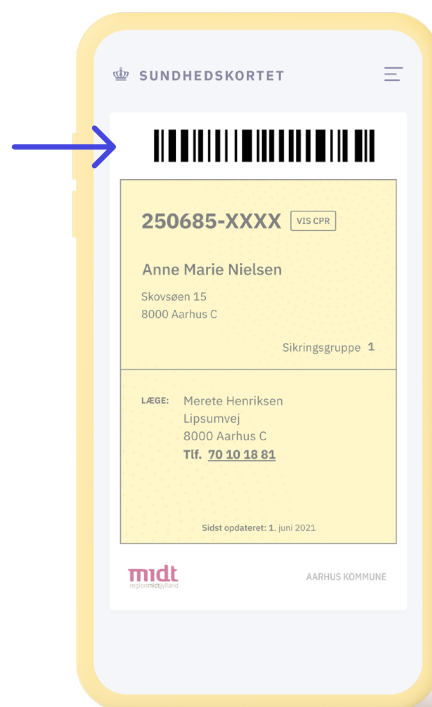 SUNDHEDSKORTET
250685-XXXX VIS CPR
Anne Marie Nielsen
Skovsøen 15
8000 Aarhus C
Sikringsgruppe 1
LÆGE: Merete Henriksen
Lipsumvej
8000 Aarhus C
Tlf. 70 10 18 81
Sidst opdateret: 1. juni 2021
midt
regionmidtjylland
AARHUS KOMMUNE